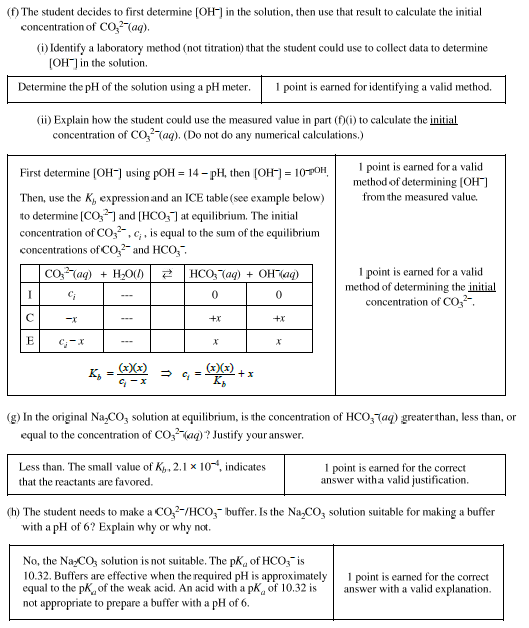 (f) The student decides to first determine [OH⁻] in the solution, then use that result to calculate the initial
concentration of CO₃²⁻(aq).
(i) Identify a laboratory method (not titration) that the student could use to collect data to determine
[OH⁻] in the solution.
Determine the pH of the solution using a pH meter.
1 point is earned for identifying a valid method.
(ii) Explain how the student could use the measured value in part (f)(i) to calculate the initial
concentration of CO₃²⁻(aq). (Do not do any numerical calculations.)
First determine [OH⁻] using pOH = 14 − pH, then [OH⁻] = 10⁻ᵖᴼᴴ.
Then, use the K_b expression and an ICE table (see example below)
to determine [CO₃²⁻] and [HCO₃⁻] at equilibrium. The initial
concentration of CO₃²⁻, cᵢ, is equal to the sum of the equilibrium
concentrations of CO₃²⁻ and HCO₃⁻.
1 point is earned for a valid
method of determining [OH⁻]
from the measured value.
CO₃²⁻(aq) + H₂O(l) ⇄ HCO₃⁻(aq) + OH⁻(aq)
I cᵢ --- 0 0
C −x --- +x +x
E cᵢ − x --- x x
K_b = (x)(x) / (cᵢ − x) ⇒ cᵢ = (x)(x) / K_b + x
1 point is earned for a valid
method of determining the initial
concentration of CO₃²⁻.
(g) In the original Na₂CO₃ solution at equilibrium, is the concentration of HCO₃⁻(aq) greater than, less than, or
equal to the concentration of CO₃²⁻(aq) ? Justify your answer.
Less than. The small value of K_b, 2.1 × 10⁻⁴, indicates
that the reactants are favored.
1 point is earned for the correct
answer with a valid justification.
(h) The student needs to make a CO₃²⁻/HCO₃⁻ buffer. Is the Na₂CO₃ solution suitable for making a buffer
with a pH of 6? Explain why or why not.
No, the Na₂CO₃ solution is not suitable. The pKₐ of HCO₃⁻ is
10.32. Buffers are effective when the required pH is approximately
equal to the pKₐ of the weak acid. An acid with a pKₐ of 10.32 is
not appropriate to prepare a buffer with a pH of 6.
1 point is earned for the correct
answer with a valid explanation.